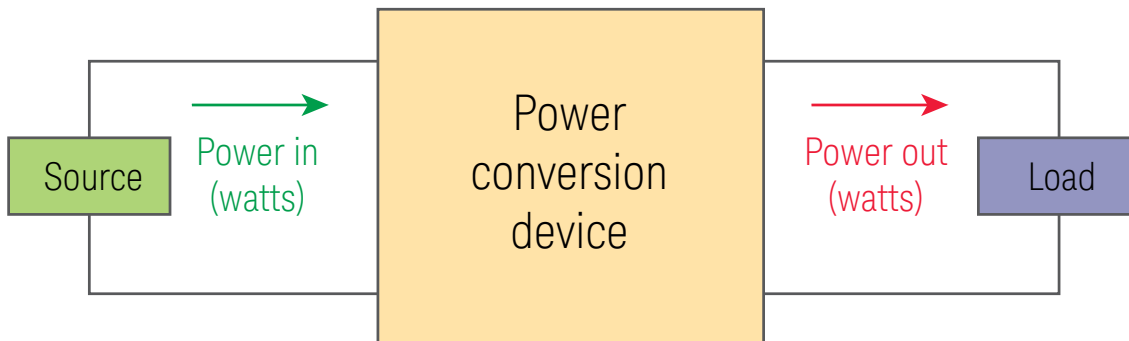 Source
Power in
(watts)
Power
conversion
device
Power out
(watts)
Load